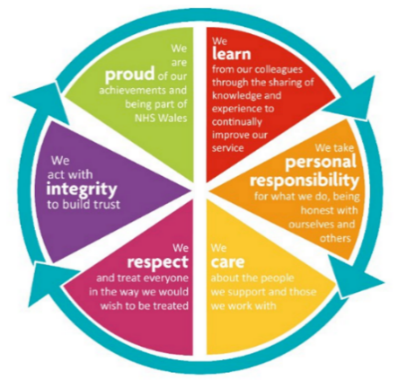 We
are
proud of our
achievements and
being part of
NHS Wales
We
learn
from our colleagues
through the sharing of
knowledge and
experience to
continually
improve our
service
We take
personal
responsibility
for what we do, being
honest with
ourselves and
others
We
care
about the people
we support and those
we work with
We
respect
and treat everyone
in the way we would
wish to be treated
We
act with
integrity
to build trust